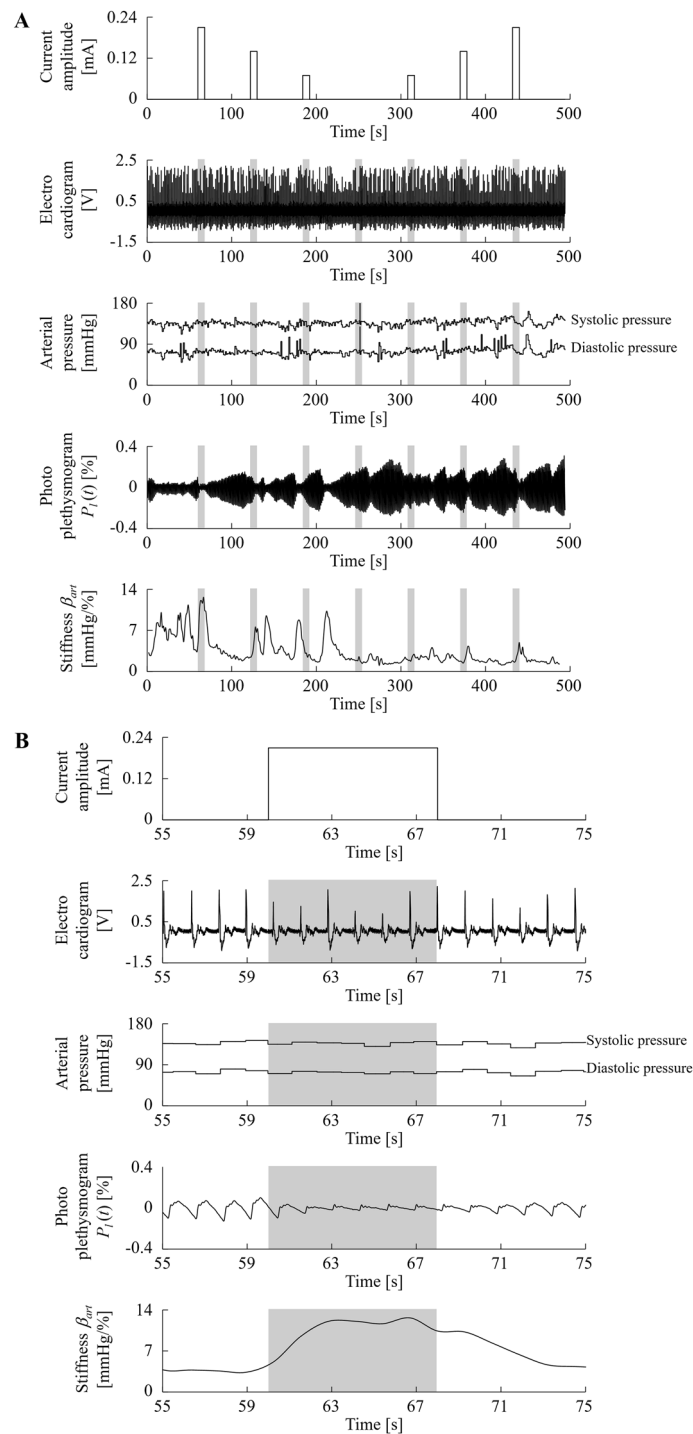 A
Current
amplitude
[mA]
0.24
0.12
0
0 100 200 300 400 500
Time [s]
Electro
cardiogram
[V]
2.5
0.5
-1.5
0 100 200 300 400 500
Time [s]
Arterial
pressure
[mmHg]
180
90
0
Systolic pressure
Diastolic pressure
0 100 200 300 400 500
Time [s]
Photo
plethysmogram
P_l(t) [%]
0.4
0
-0.4
0 100 200 300 400 500
Time [s]
Stiffness β_art
[mmHg/%]
14
7
0
0 100 200 300 400 500
Time [s]
B
Current
amplitude
[mA]
0.24
0.12
0
55 59 63 67 71 75
Time [s]
Electro
cardiogram
[V]
2.5
0.5
-1.5
55 59 63 67 71 75
Time [s]
Arterial
pressure
[mmHg]
180
90
0
Systolic pressure
Diastolic pressure
55 59 63 67 71 75
Time [s]
Photo
plethysmogram
P_l(t) [%]
0.4
0
-0.4
55 59 63 67 71 75
Time [s]
Stiffness β_art
[mmHg/%]
14
7
0
55 59 63 67 71 75
Time [s]